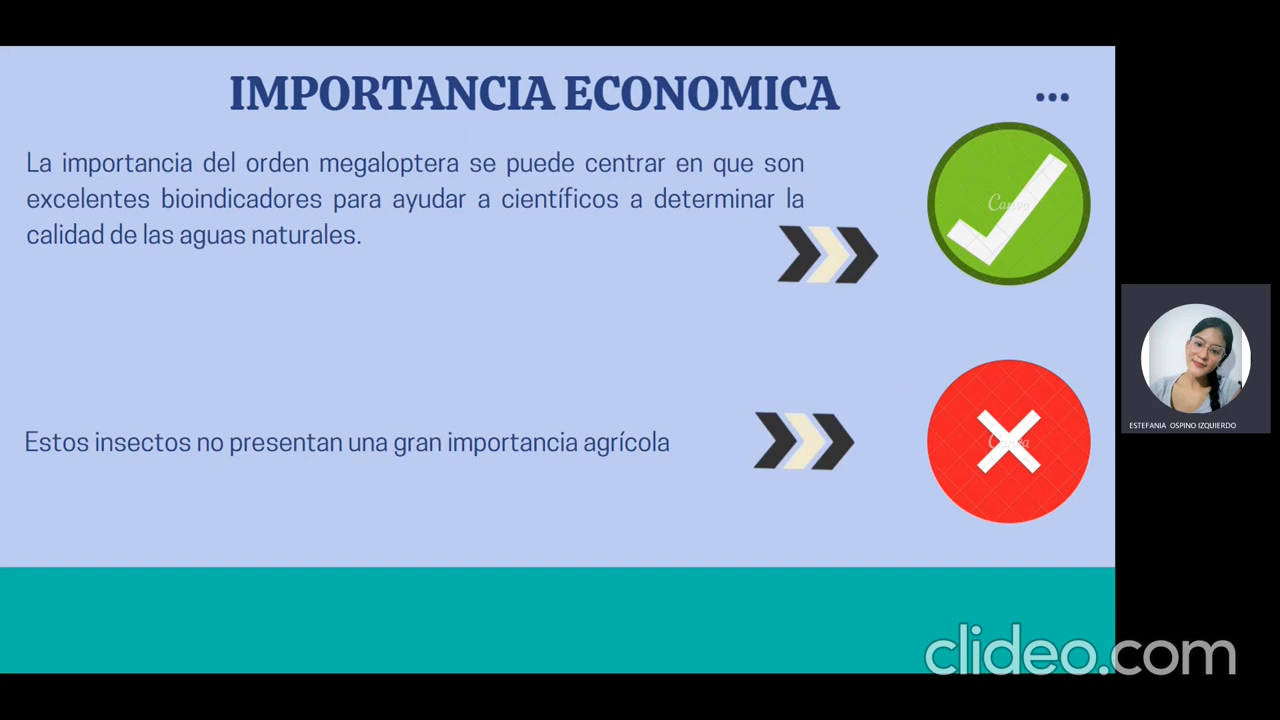 IMPORTANCIA ECONOMICA
La importancia del orden megaloptera se puede centrar en que son
excelentes bioindicadores para ayudar a científicos a determinar la
calidad de las aguas naturales.
Canva
Estos insectos no presentan una gran importancia agrícola
Canva
ESTEFANIA OSPINO IZQUIERDO
clideo.com